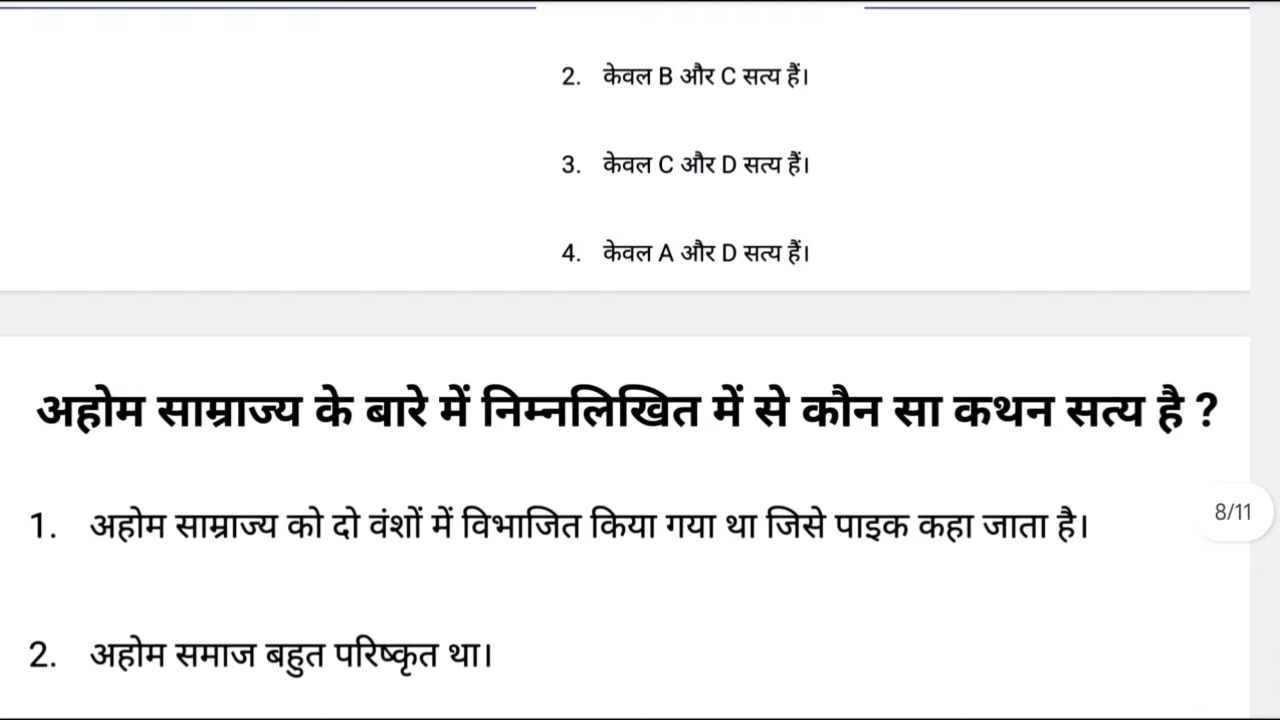 2. केवल B और C सत्य हैं।
3. केवल C और D सत्य हैं।
4. केवल A और D सत्य हैं।
अहोम साम्राज्य के बारे में निम्नलिखित में से कौन सा कथन सत्य है ?
1. अहोम साम्राज्य को दो वंशों में विभाजित किया गया था जिसे पाइक कहा जाता है।
8/11
2. अहोम समाज बहुत परिष्कृत था।